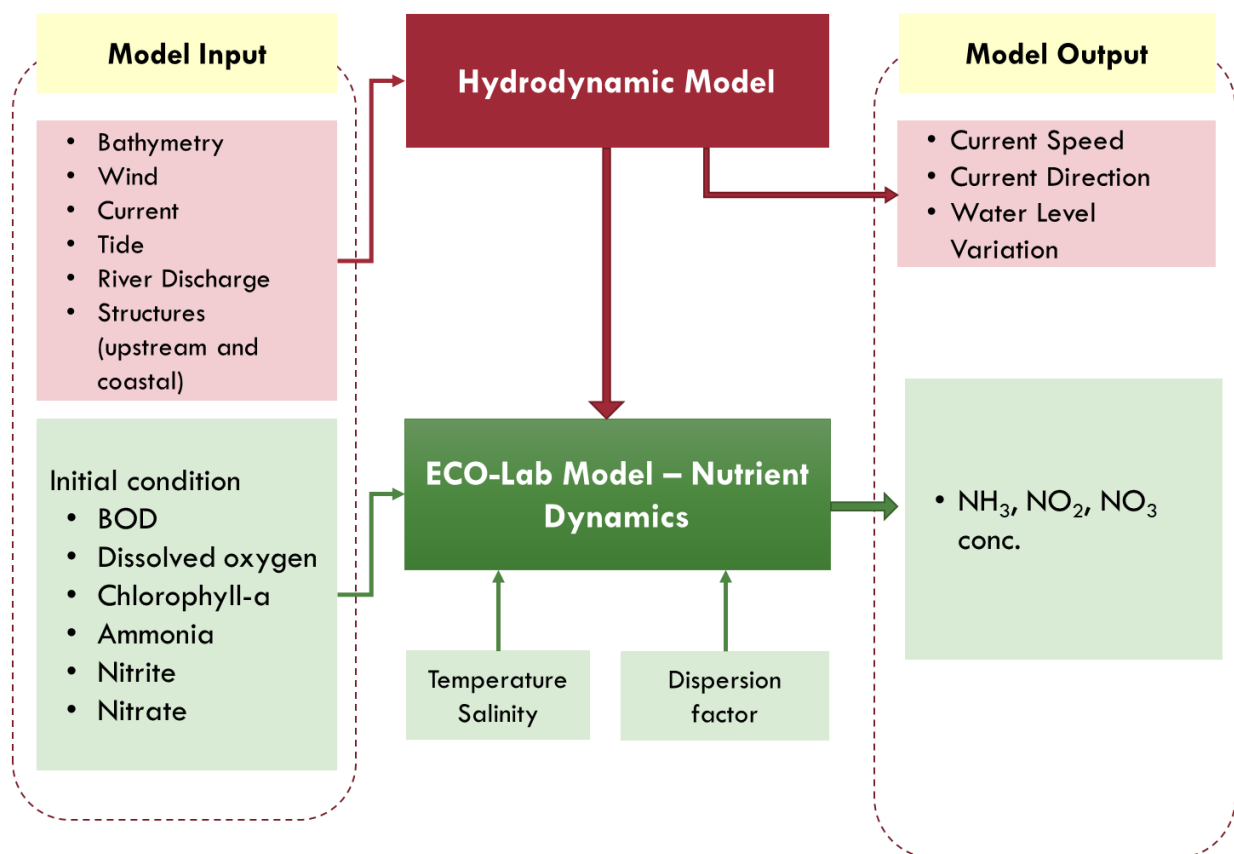 Model Input
• Bathymetry
• Wind
• Current
• Tide
• River Discharge
• Structures
(upstream and
coastal)
Initial condition
• BOD
• Dissolved oxygen
• Chlorophyll-a
• Ammonia
• Nitrite
• Nitrate
Hydrodynamic Model
ECO-Lab Model – Nutrient
Dynamics
Temperature
Salinity
Dispersion
factor
Model Output
• Current Speed
• Current Direction
• Water Level
Variation
• NH₃, NO₂, NO₃
conc.